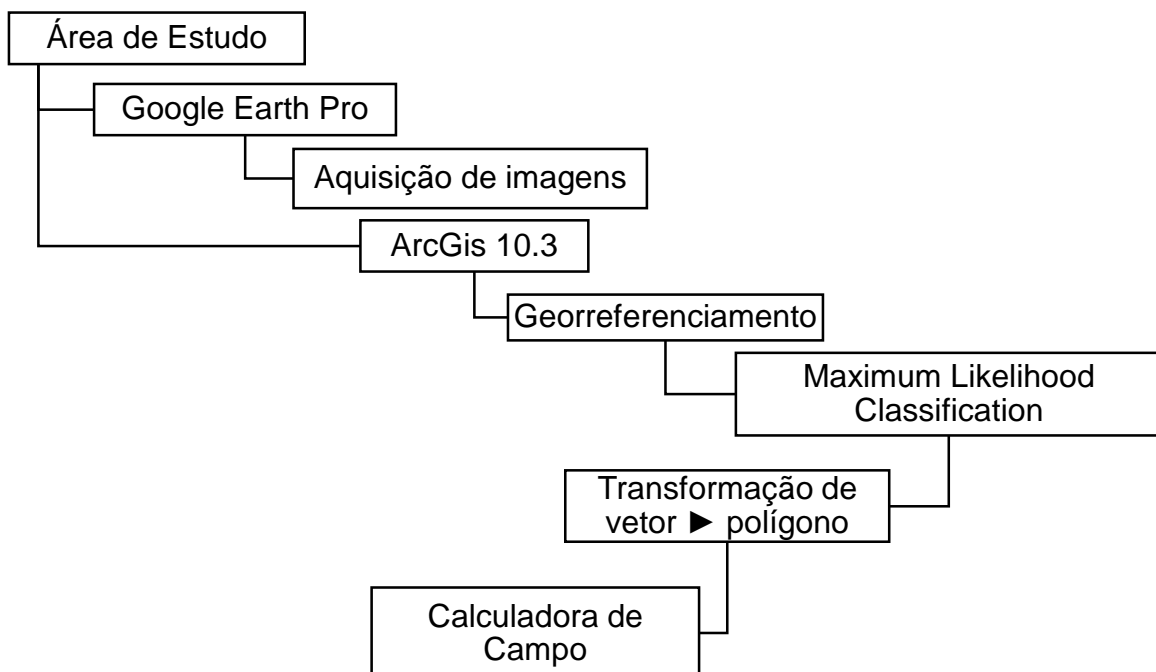 Área de Estudo
Google Earth Pro
Aquisição de imagens
ArcGis 10.3
Georreferenciamento
Maximum Likelihood
Classification
Transformação de
vetor ► polígono
Calculadora de
Campo